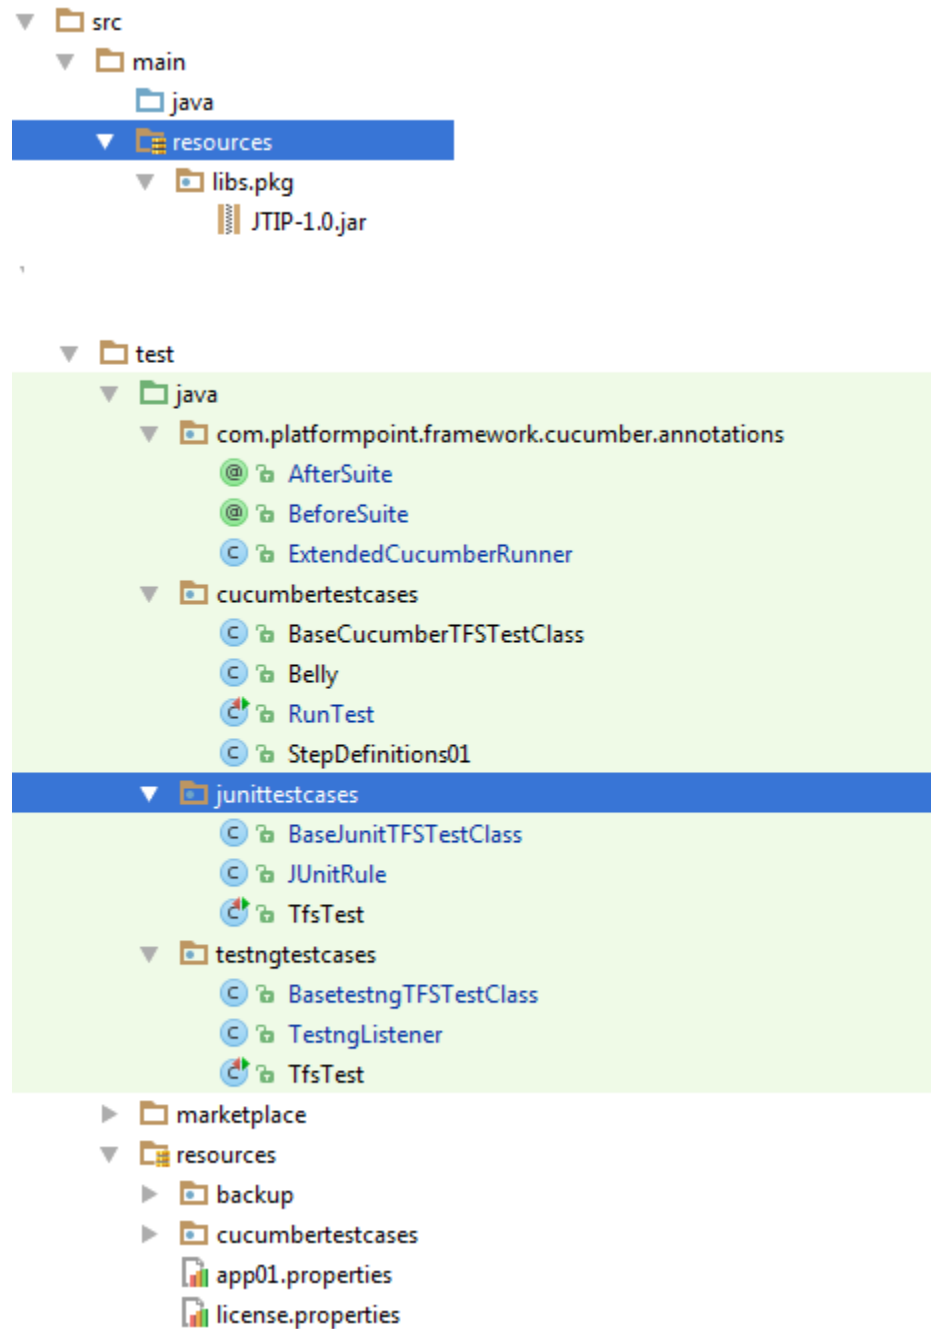 src
main
java
resources
libs.pkg
JTIP-1.0.jar
test
java
com.platformpoint.framework.cucumber.annotations
AfterSuite
BeforeSuite
ExtendedCucumberRunner
cucumbertestcases
BaseCucumberTFSTestClass
Belly
RunTest
StepDefinitions01
junittestcases
BaseJunitTFSTestClass
JUnitRule
TfsTest
testngtestcases
BasetestngTFSTestClass
TestngListener
TfsTest
marketplace
resources
backup
cucumbertestcases
app01.properties
license.properties